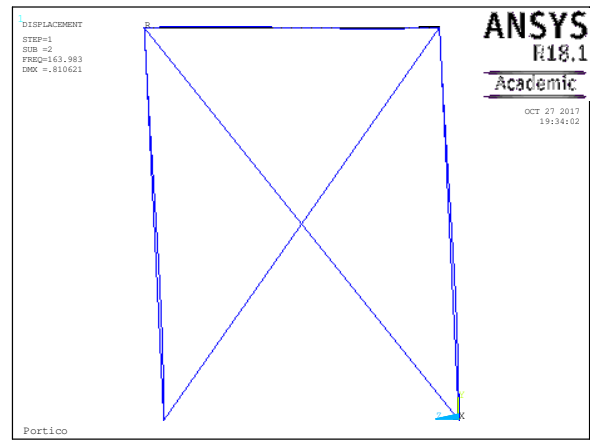 1
DISPLACEMENT
STEP=1
SUB =2
FREQ=163.983
DMX =.810621
ANSYS
R18.1
Academic
OCT 27 2017
19:34:02
R
Z X
Portico